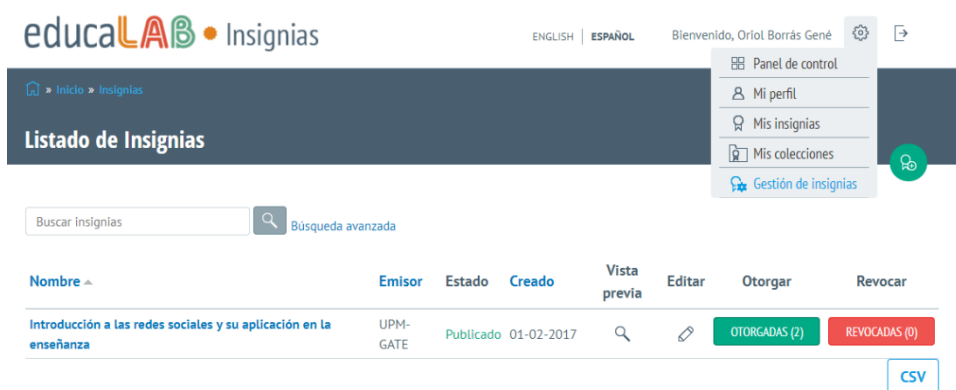 educaLAB • Insignias
ENGLISH | ESPAÑOL
Bienvenido, Oriol Borrás Gené
Panel de control
Mi perfil
Mis insignias
Mis colecciones
Gestión de insignias
» Inicio » Insignias
Listado de Insignias
Buscar insignias
Búsqueda avanzada
Nombre Emisor Estado Creado Vista previa Editar Otorgar Revocar
Introducción a las redes sociales y su aplicación en la
enseñanza
UPM-
GATE
Publicado 01-02-2017 OTORGADAS (2) REVOCADAS (0)
CSV